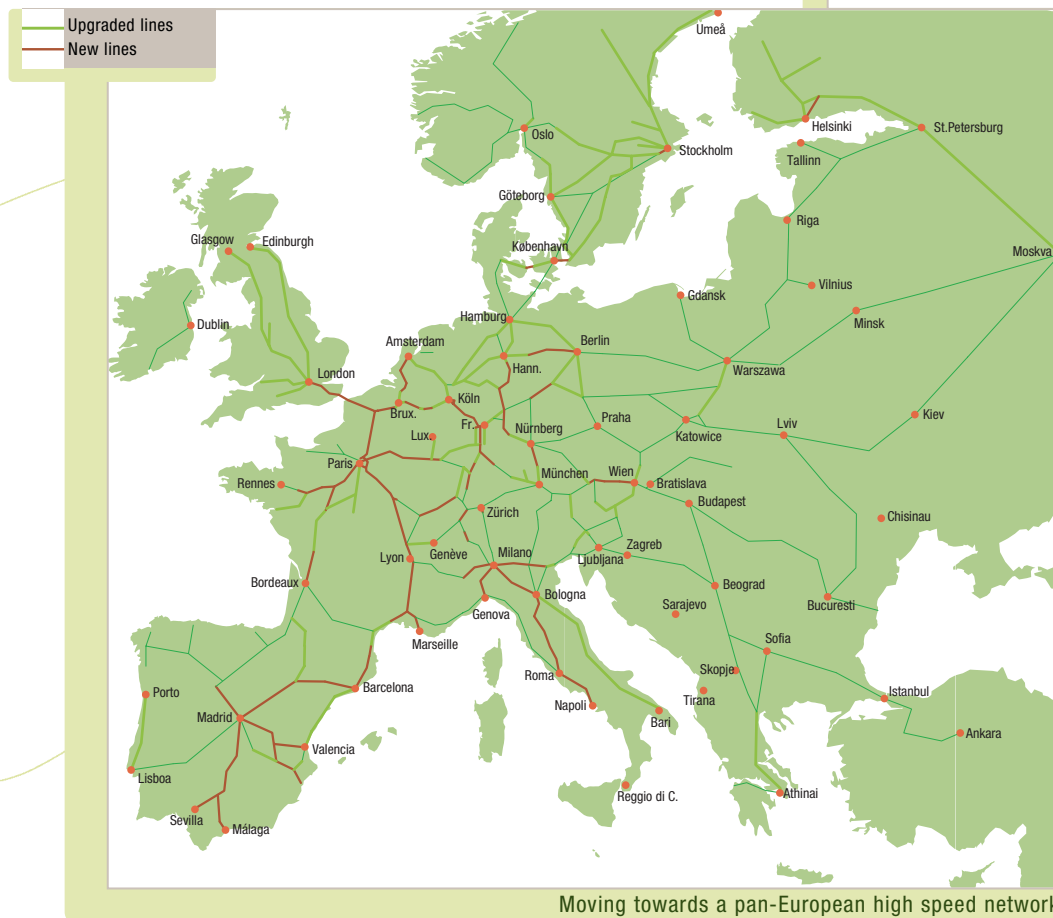 Upgraded lines
New lines
Umeå
Helsinki
St.Petersburg
Oslo
Stockholm
Tallinn
Göteborg
Riga
Glasgow
Edinburgh
København
Moskva
Vilnius
Gdansk
Hamburg
Minsk
Dublin
Amsterdam
Berlin
London
Hann.
Warszawa
Köln
Brux.
Kiev
Fr.
Praha
Lviv
Lux.
Nürnberg
Katowice
Paris
Rennes
München
Wien
Bratislava
Budapest
Zürich
Chisinau
Zagreb
Lyon
Genève
Milano
Ljubljana
Bordeaux
Bologna
Beograd
Sarajevo
Bucuresti
Genova
Marseille
Sofia
Skopje
Roma
Barcelona
Porto
Tirana
Istanbul
Napoli
Madrid
Bari
Valencia
Ankara
Lisboa
Reggio di C.
Athinai
Sevilla
Málaga
Moving towards a pan-European high speed network